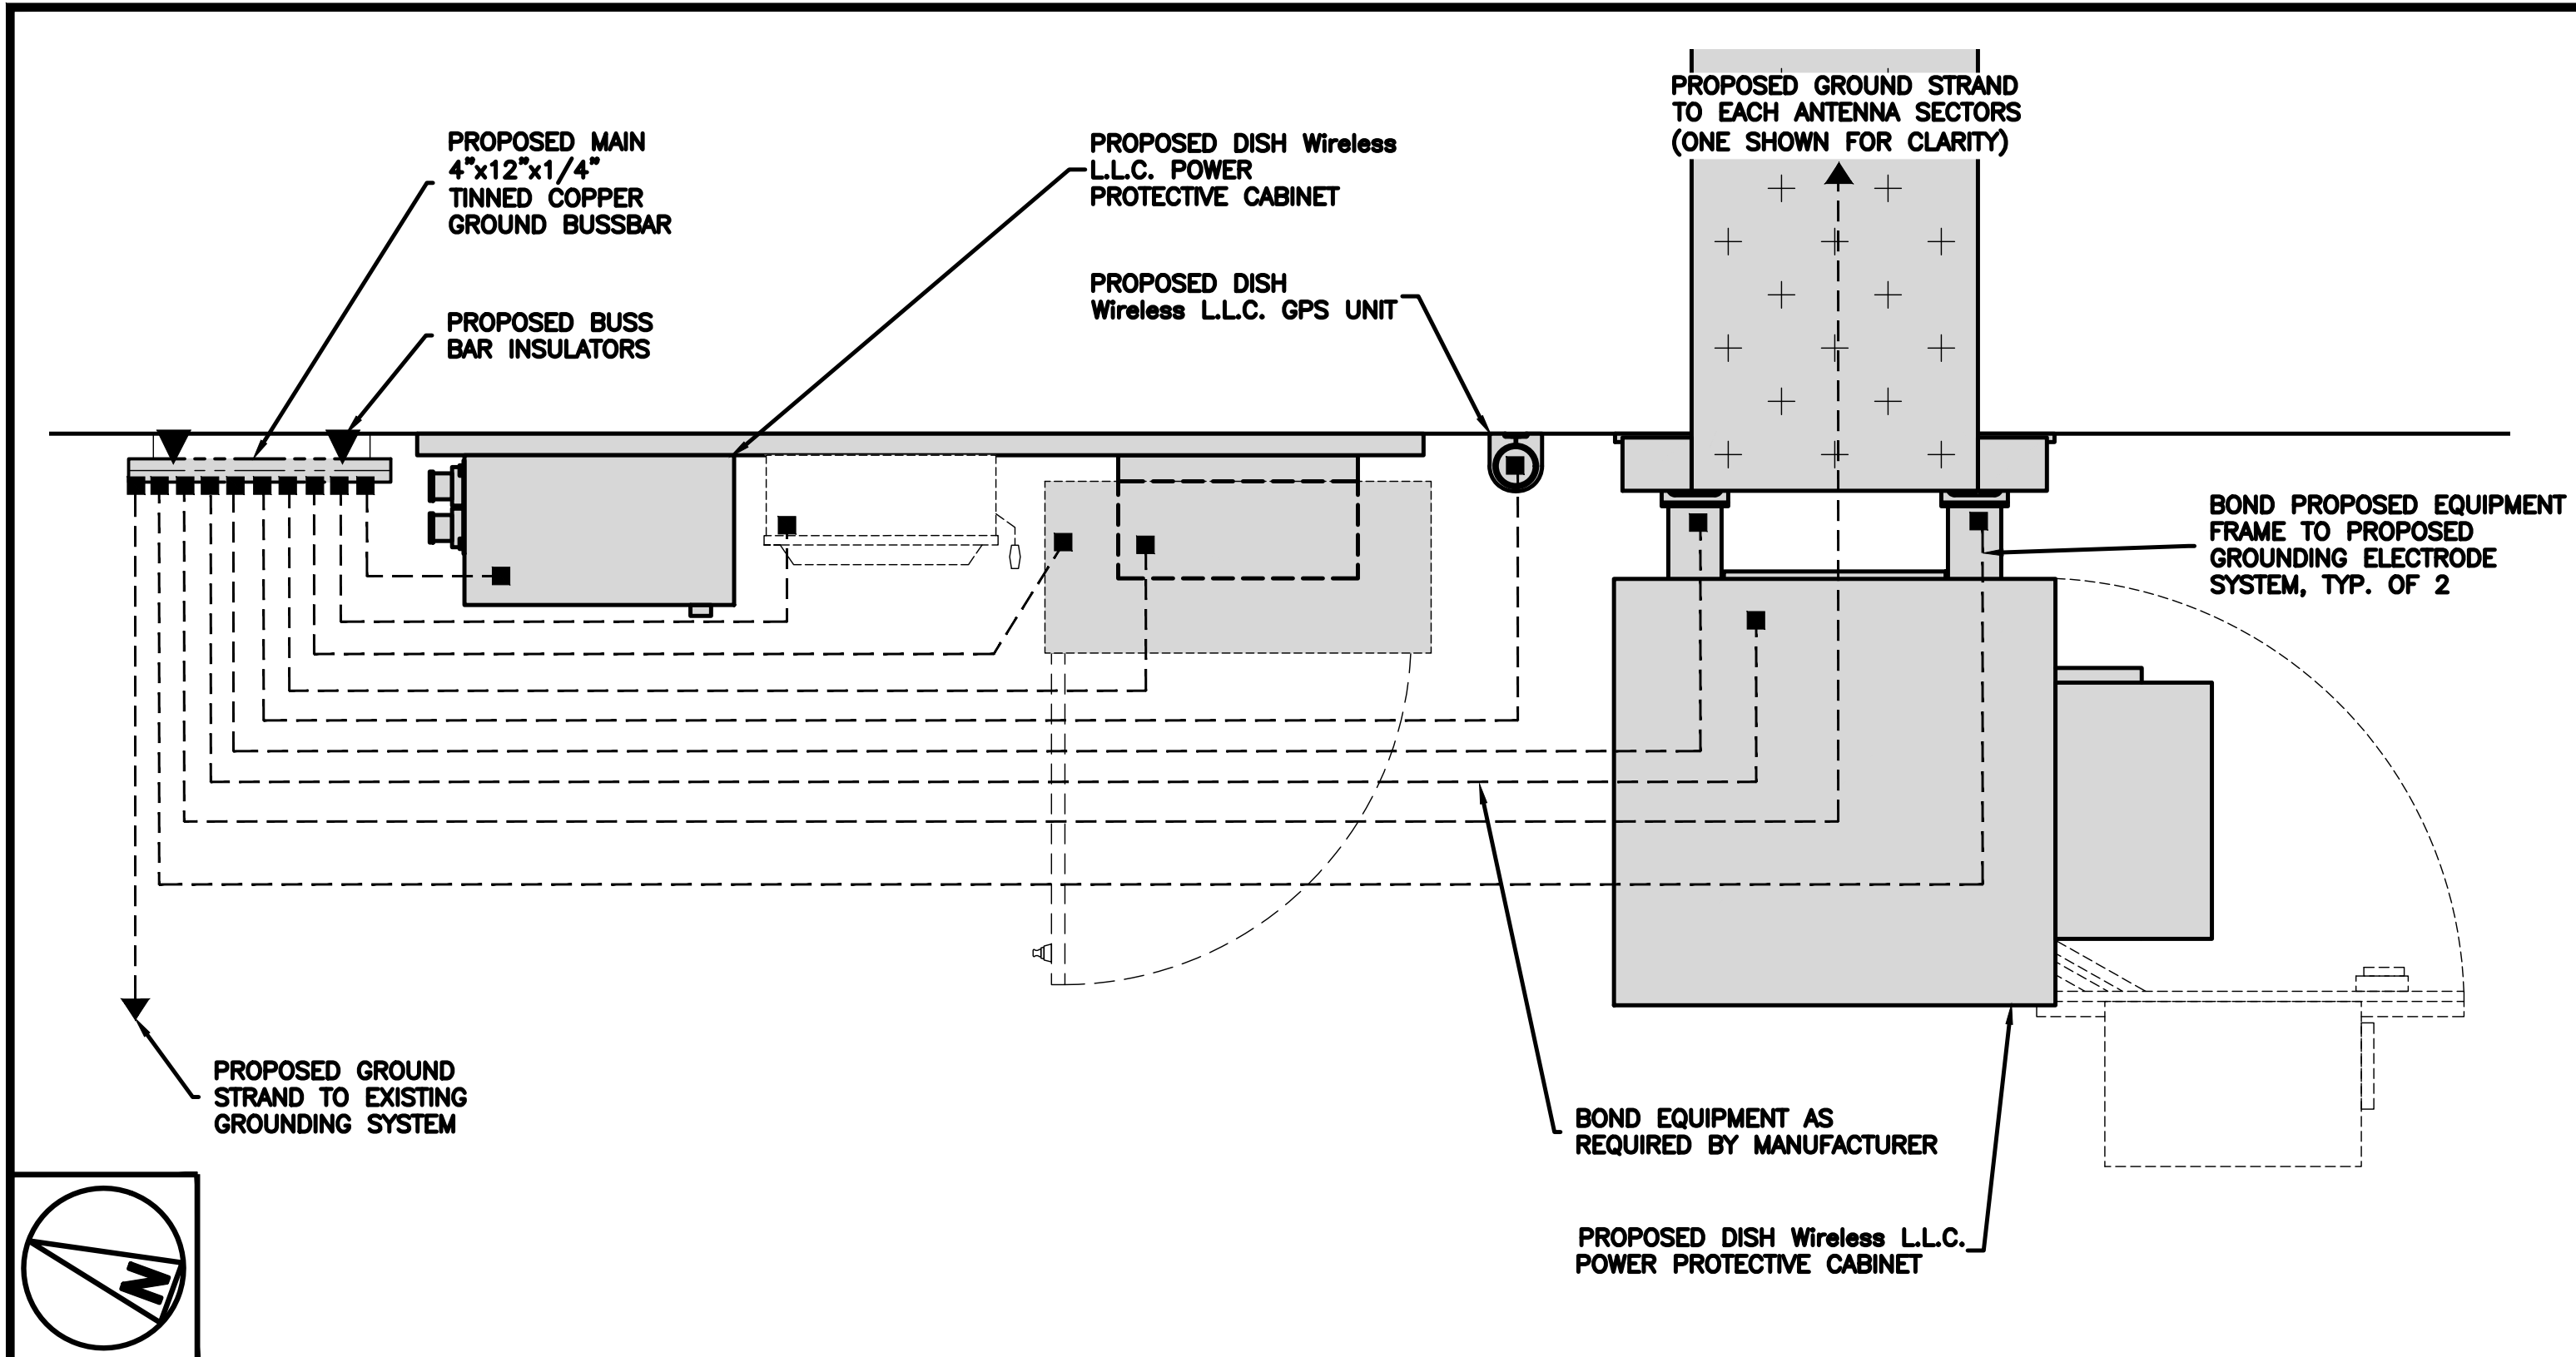 PROPOSED GROUND STRAND
TO EACH ANTENNA SECTORS
(ONE SHOWN FOR CLARITY)
PROPOSED MAIN
4"x12"x1/4"
TINNED COPPER
GROUND BUSSBAR
PROPOSED DISH Wireless
L.L.C. POWER
PROTECTIVE CABINET
PROPOSED DISH
Wireless L.L.C. GPS UNIT
PROPOSED BUSS
BAR INSULATORS
BOND PROPOSED EQUIPMENT
FRAME TO PROPOSED
GROUNDING ELECTRODE
SYSTEM, TYP. OF 2
PROPOSED GROUND
STRAND TO EXISTING
GROUNDING SYSTEM
BOND EQUIPMENT AS
REQUIRED BY MANUFACTURER
PROPOSED DISH Wireless L.L.C.
POWER PROTECTIVE CABINET
N